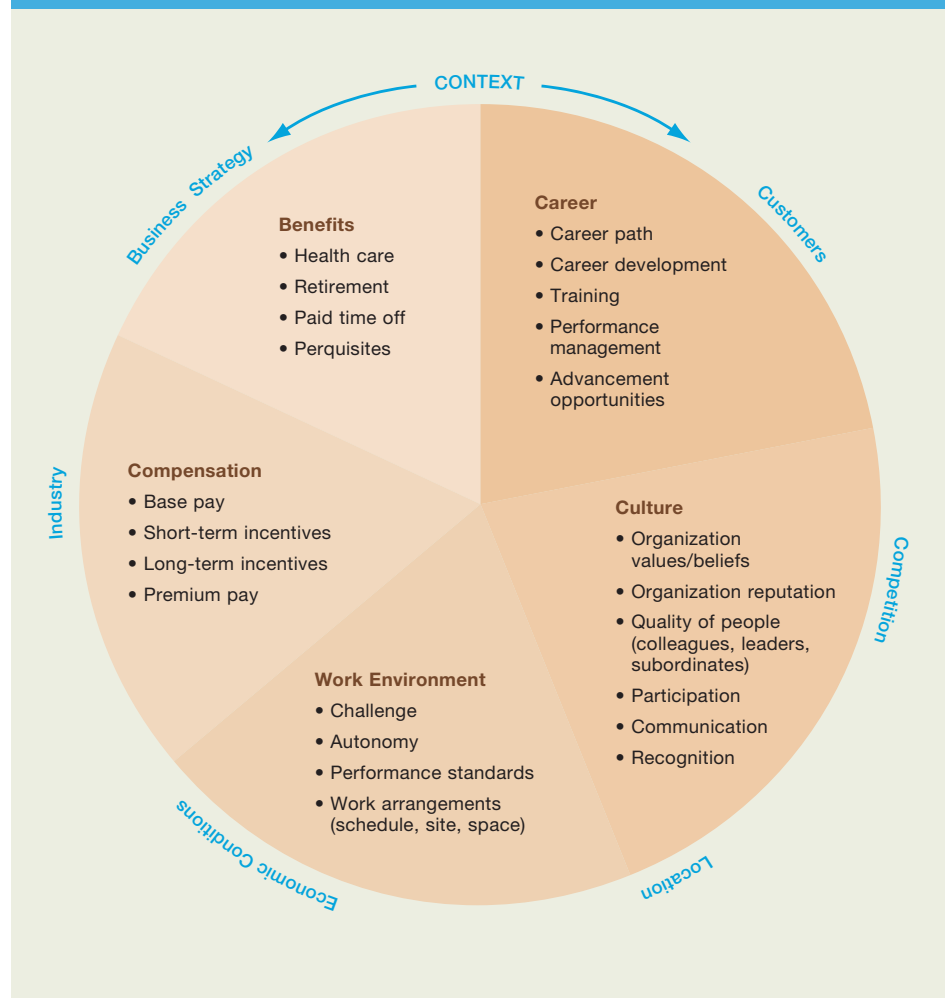 CONTEXT
Business Strategy
Customers
Benefits
• Health care
• Retirement
• Paid time off
• Perquisites
Career
• Career path
• Career development
• Training
• Performance
management
• Advancement
opportunities
Industry
Compensation
• Base pay
• Short-term incentives
• Long-term incentives
• Premium pay
Culture
• Organization
values/beliefs
• Organization reputation
• Quality of people
(colleagues, leaders,
subordinates)
• Participation
• Communication
• Recognition
Competition
Work Environment
• Challenge
• Autonomy
• Performance standards
• Work arrangements
(schedule, site, space)
Economic Conditions
Location